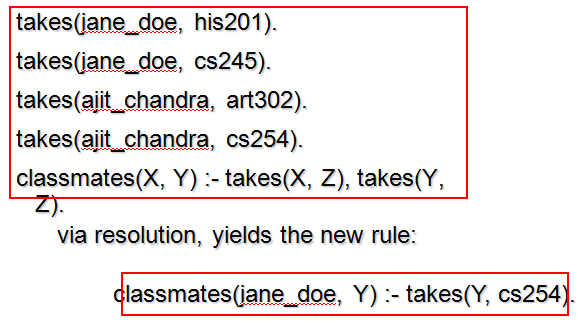 takes(jane_doe, his201).
takes(jane_doe, cs245).
takes(ajit_chandra, art302).
takes(ajit_chandra, cs254).
classmates(X, Y) :- takes(X, Z), takes(Y,
Z).
via resolution, yields the new rule:
classmates(jane_doe, Y) :- takes(Y, cs254).